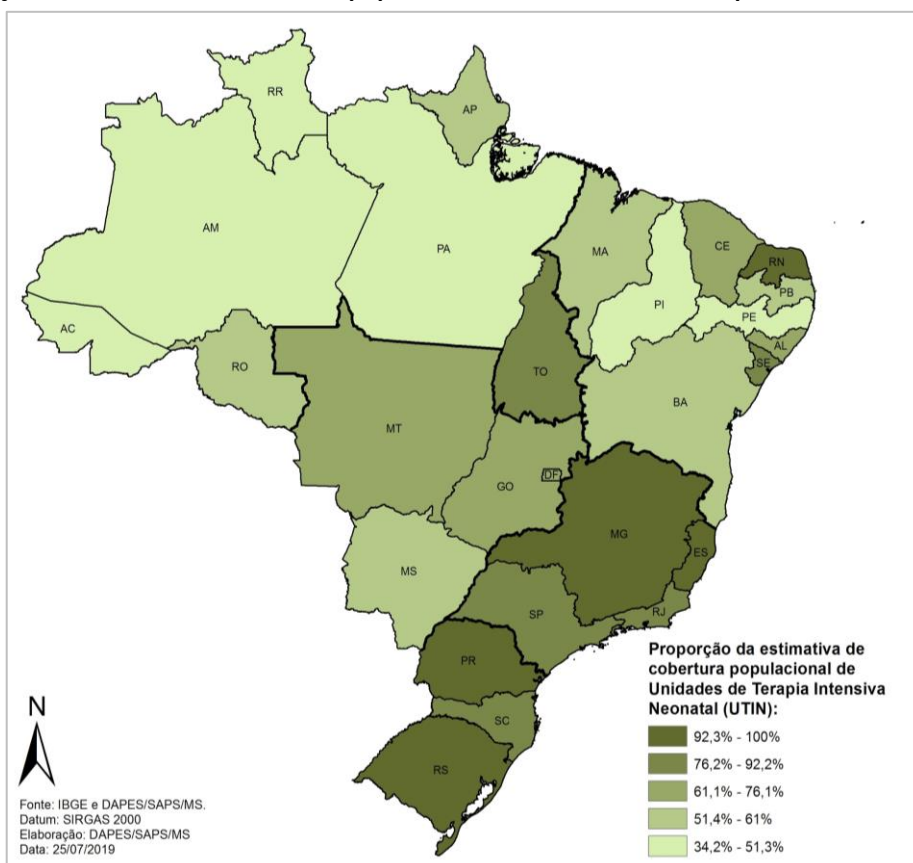 RR
AP
AM
PA
MA
CE
RN
PB
PI
PE
AL
SE
AC
RO
TO
BA
MT
DF
GO
MG
ES
MS
SP
RJ
PR
SC
RS
Proporção da estimativa de
cobertura populacional de
Unidades de Terapia Intensiva
Neonatal (UTIN):
92,3% - 100%
76,2% - 92,2%
61,1% - 76,1%
51,4% - 61%
34,2% - 51,3%
N
Fonte: IBGE e DAPES/SAPS/MS.
Datum: SIRGAS 2000
Elaboração: DAPES/SAPS/MS
Data: 25/07/2019